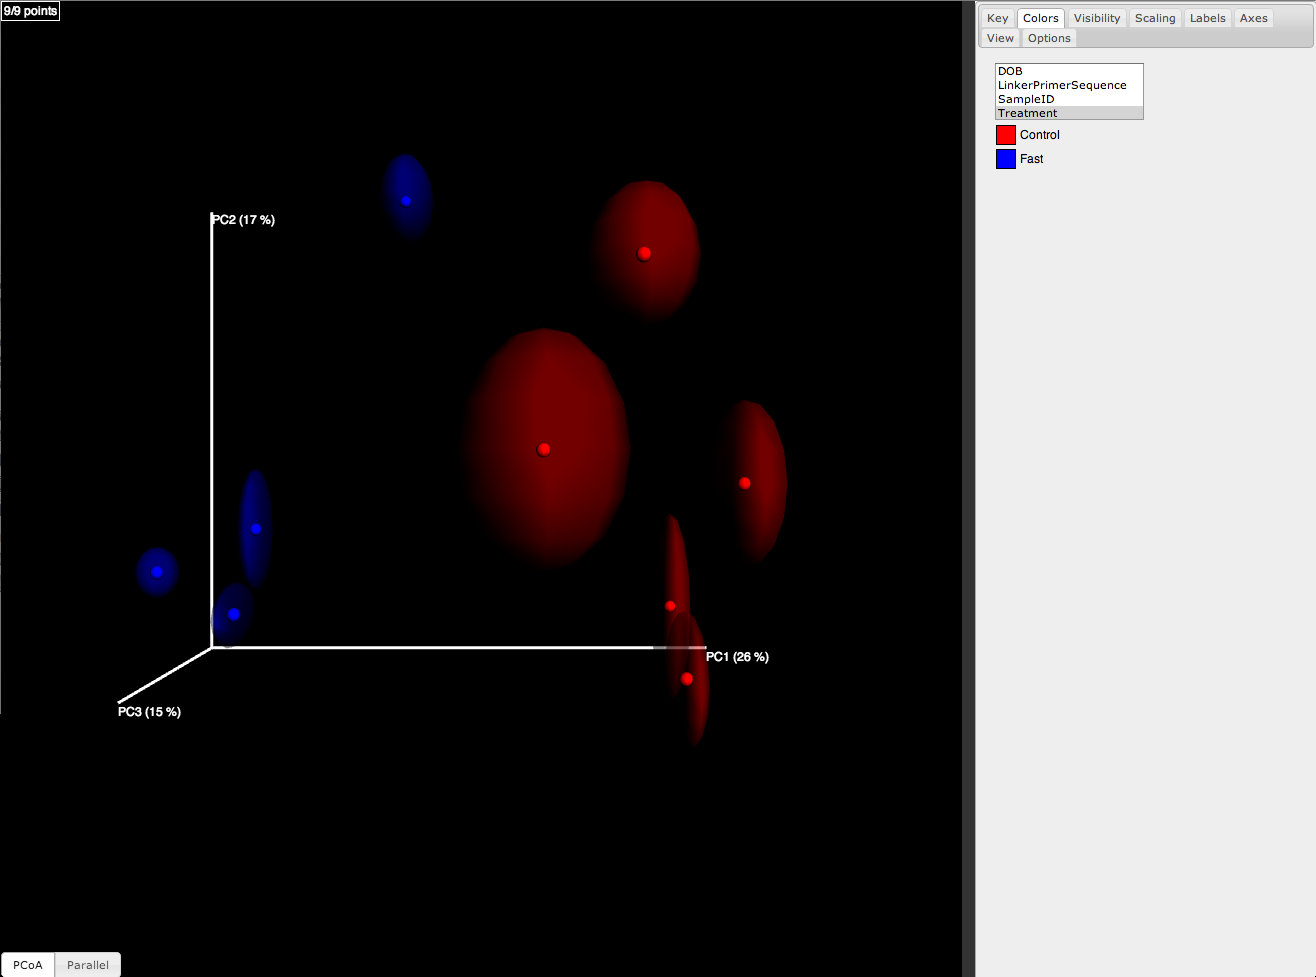 9/9 points
Key Colors Visibility Scaling Labels Axes
View Options
DOB
LinkerPrimerSequence
SampleID
Treatment
Control
Fast
PC2 (17 %)
PC1 (26 %)
PC3 (15 %)
PCoA Parallel